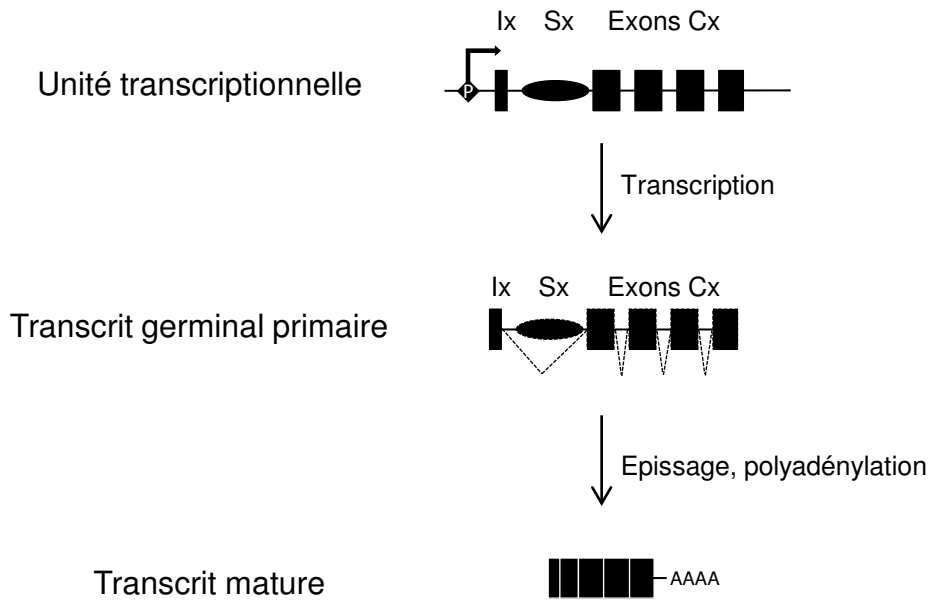 Ix Sx Exons Cx
Unité transcriptionnelle
P
Transcription
Ix Sx Exons Cx
Transcrit germinal primaire
Epissage, polyadénylation
Transcrit mature
AAAA